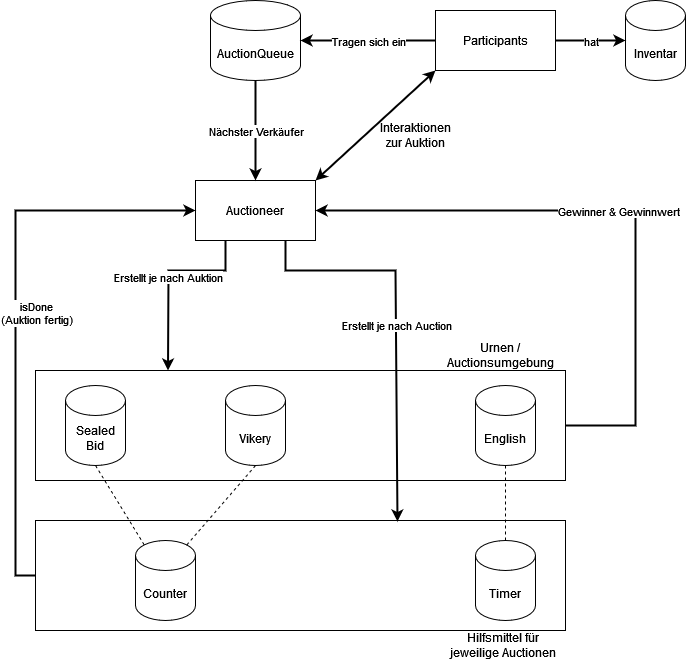 AuctionQueue
Tragen sich ein
Participants
hat
Inventar
Nächster Verkäufer
Interaktionen
zur Auktion
Auctioneer
Gewinner & Gewinnwert
Erstellt je nach Auktion
isDone
(Auktion fertig)
Erstellt je nach Auction
Urnen /
Auctionsumgebung
Sealed
Bid
Vikery
English
Counter
Timer
Hilfsmittel für
jeweilige Auctionen